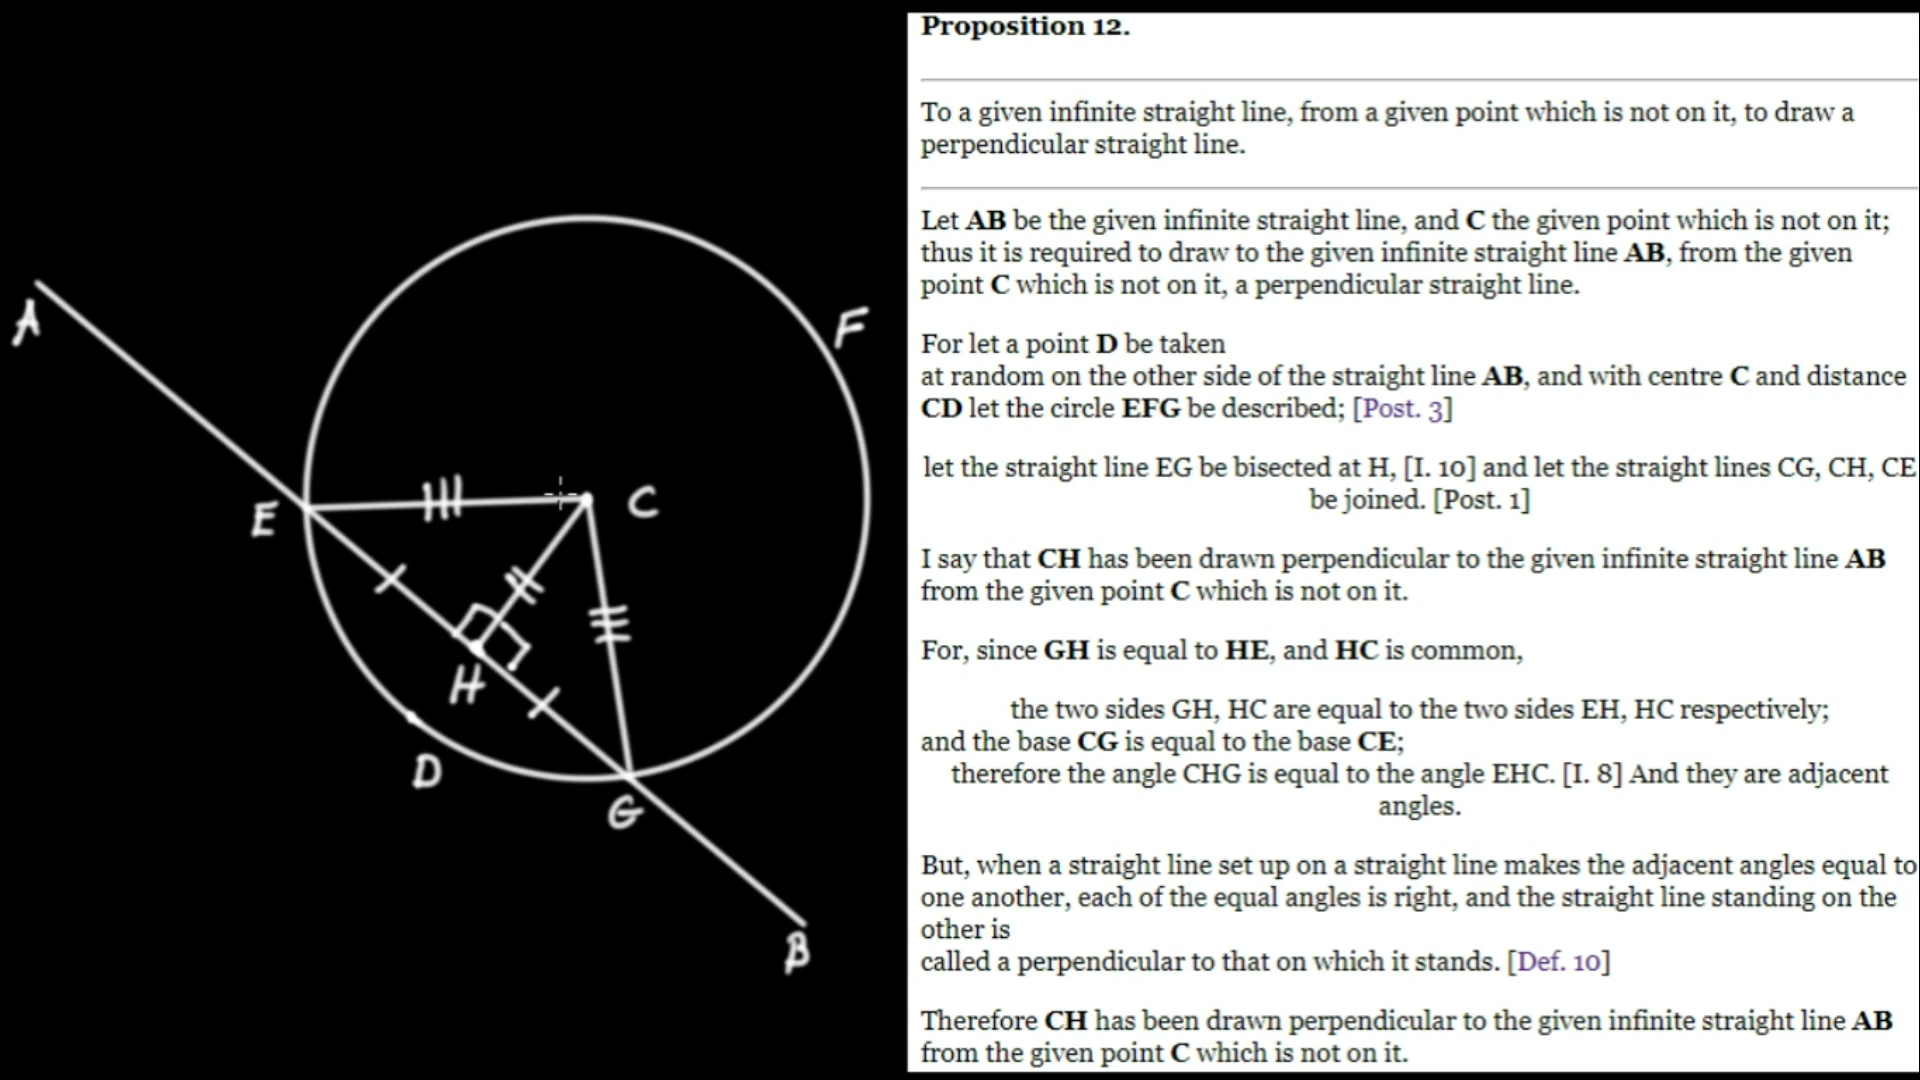 A
F
E
C
H
D
G
B
Proposition 12.
To a given infinite straight line, from a given point which is not on it, to draw a
perpendicular straight line.
Let AB be the given infinite straight line, and C the given point which is not on it;
thus it is required to draw to the given infinite straight line AB, from the given
point C which is not on it, a perpendicular straight line.
For let a point D be taken
at random on the other side of the straight line AB, and with centre C and distance
CD let the circle EFG be described; [Post. 3]
let the straight line EG be bisected at H, [I. 10] and let the straight lines CG, CH, CE
be joined. [Post. 1]
I say that CH has been drawn perpendicular to the given infinite straight line AB
from the given point C which is not on it.
For, since GH is equal to HE, and HC is common,
the two sides GH, HC are equal to the two sides EH, HC respectively;
and the base CG is equal to the base CE;
therefore the angle CHG is equal to the angle EHC. [I. 8] And they are adjacent
angles.
But, when a straight line set up on a straight line makes the adjacent angles equal to
one another, each of the equal angles is right, and the straight line standing on the
other is
called a perpendicular to that on which it stands. [Def. 10]
Therefore CH has been drawn perpendicular to the given infinite straight line AB
from the given point C which is not on it.